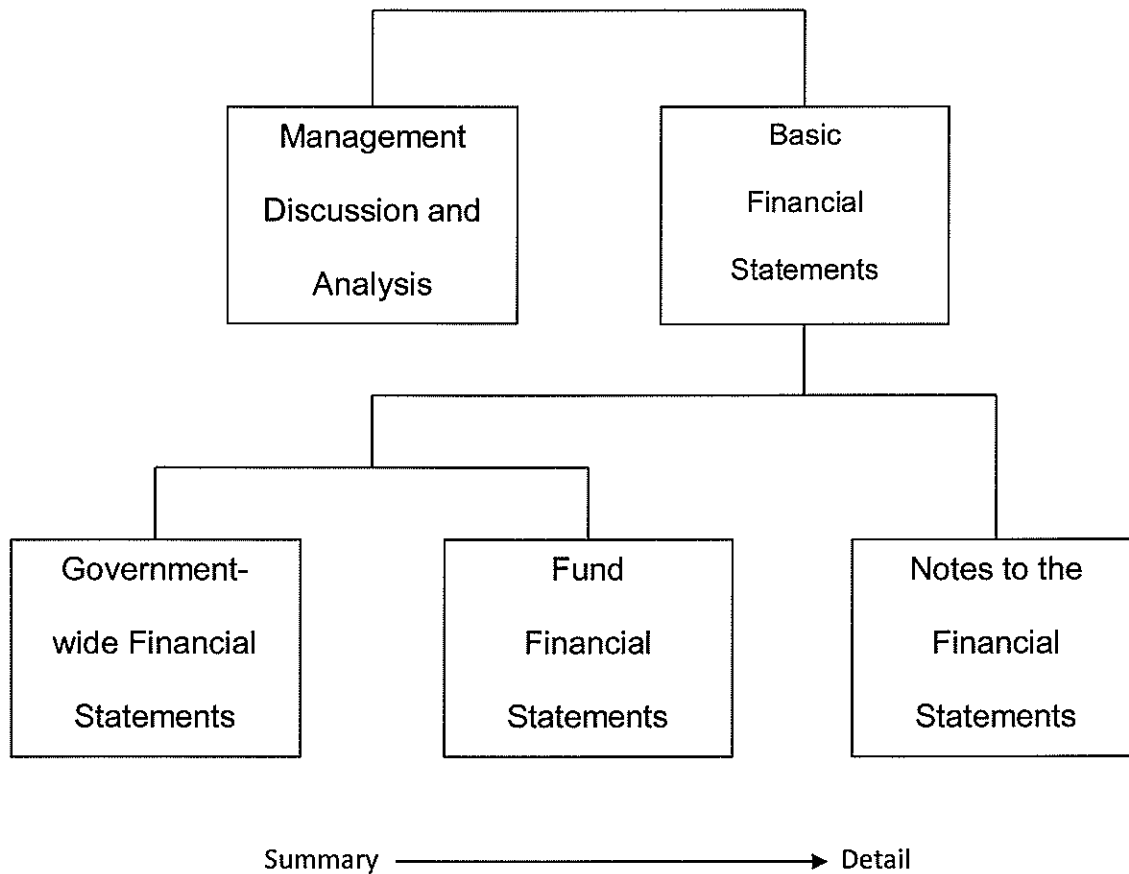 Management
Discussion and
Analysis
Basic
Financial
Statements
Government-
wide Financial
Statements
Fund
Financial
Statements
Notes to the
Financial
Statements
Summary
Detail